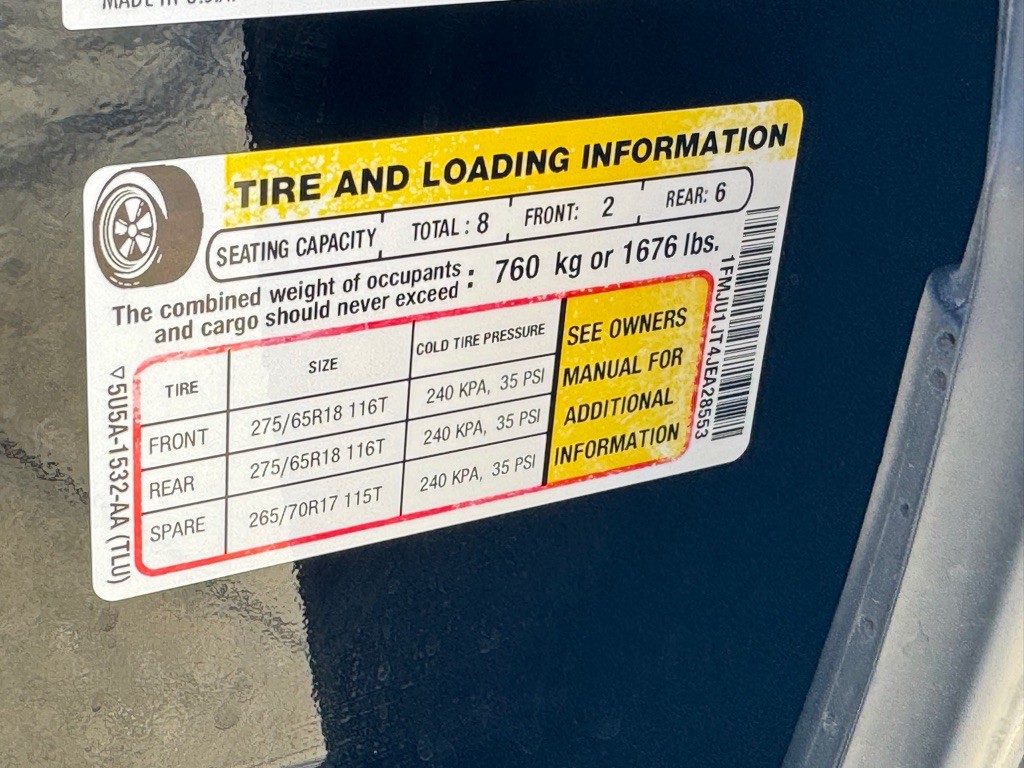 MADE IN U.S.A.
TIRE AND LOADING INFORMATION
SEATING CAPACITY TOTAL : 8 FRONT: 2 REAR: 6
The combined weight of occupants
and cargo should never exceed : 760 kg or 1676 lbs.
TIRE SIZE COLD TIRE PRESSURE
FRONT 275/65R18 116T 240 KPA, 35 PSI
REAR 275/65R18 116T 240 KPA, 35 PSI
SPARE 265/70R17 115T 240 KPA, 35 PSI
SEE OWNERS
MANUAL FOR
ADDITIONAL
INFORMATION
▽5U5A-1532-AA (TLU)
1FMJU1JT4JEA28553